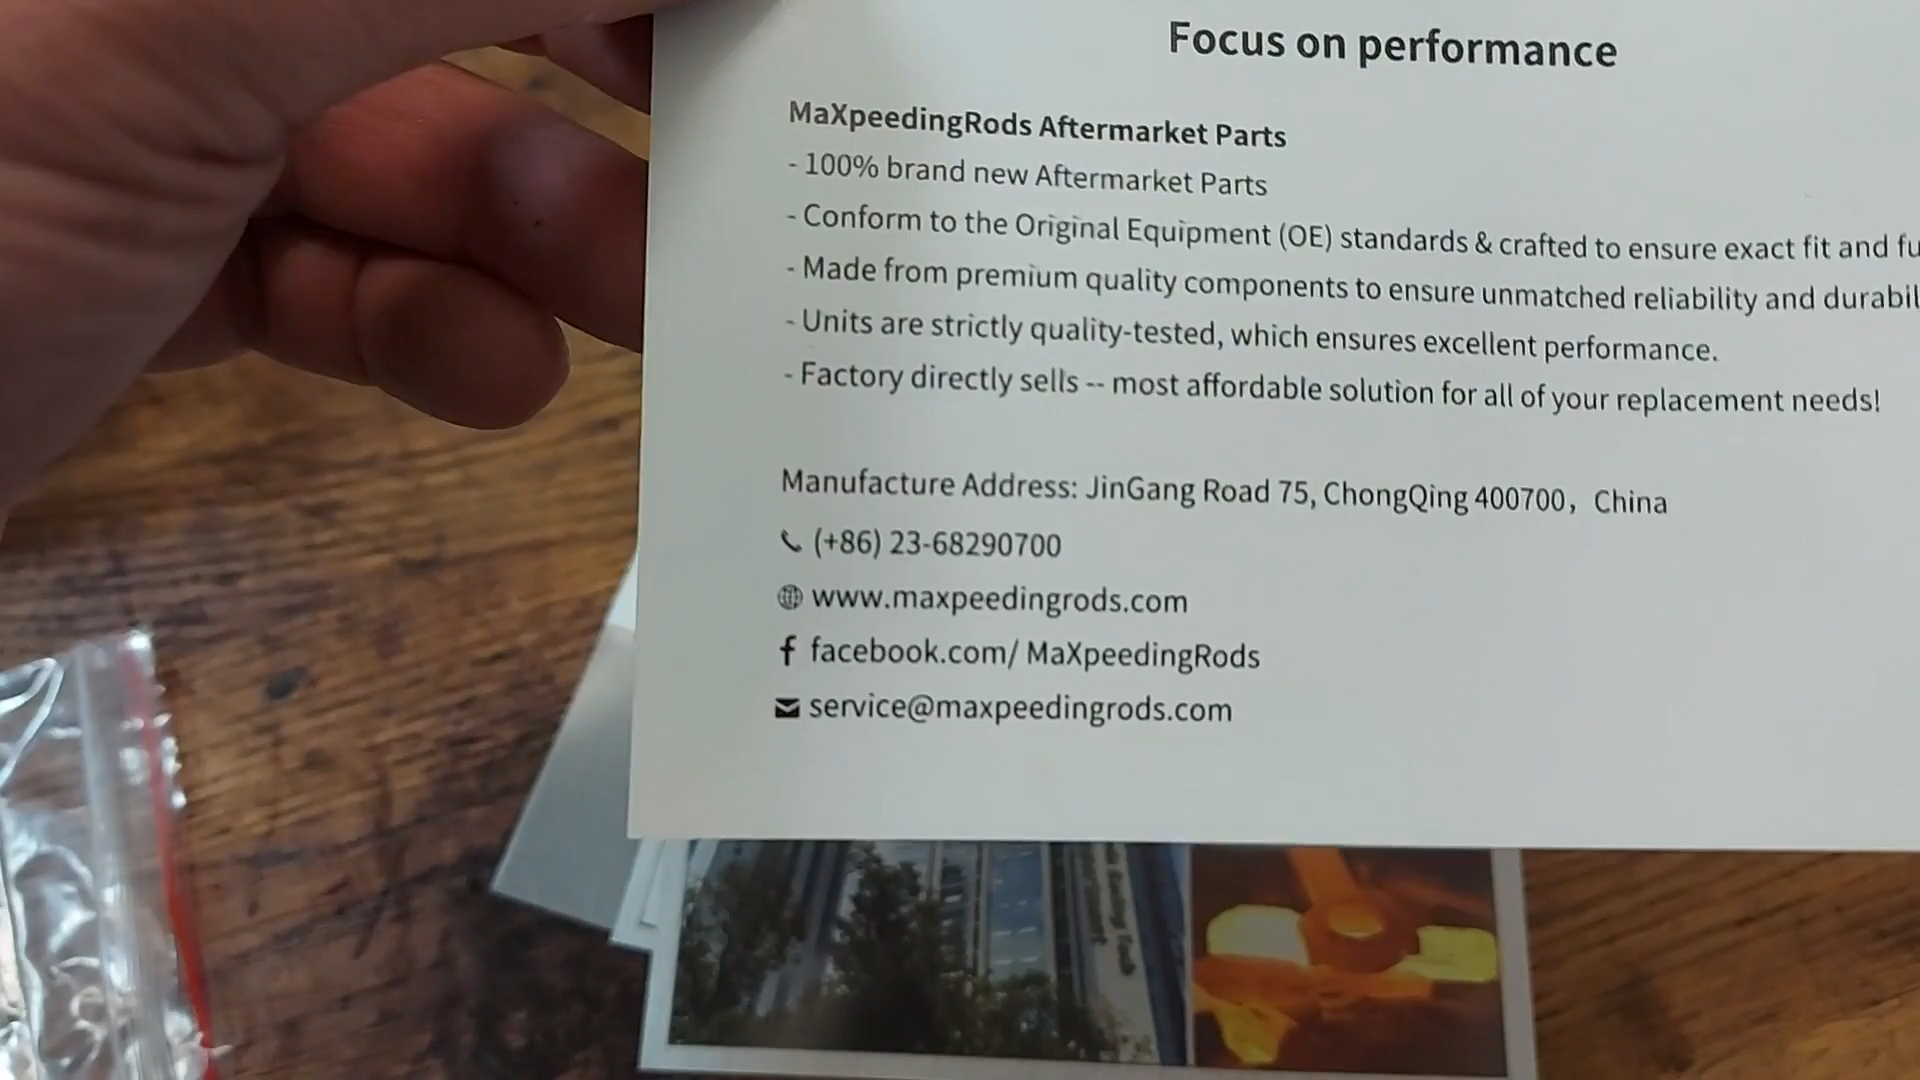 Focus on performance
MaXpeedingRods Aftermarket Parts
- 100% brand new Aftermarket Parts
- Conform to the Original Equipment (OE) standards & crafted to ensure exact fit and fu
- Made from premium quality components to ensure unmatched reliability and durabil
- Units are strictly quality-tested, which ensures excellent performance.
- Factory directly sells -- most affordable solution for all of your replacement needs!
Manufacture Address: JinGang Road 75, ChongQing 400700, China
(+86) 23-68290700
www.maxpeedingrods.com
facebook.com/ MaXpeedingRods
service@maxpeedingrods.com